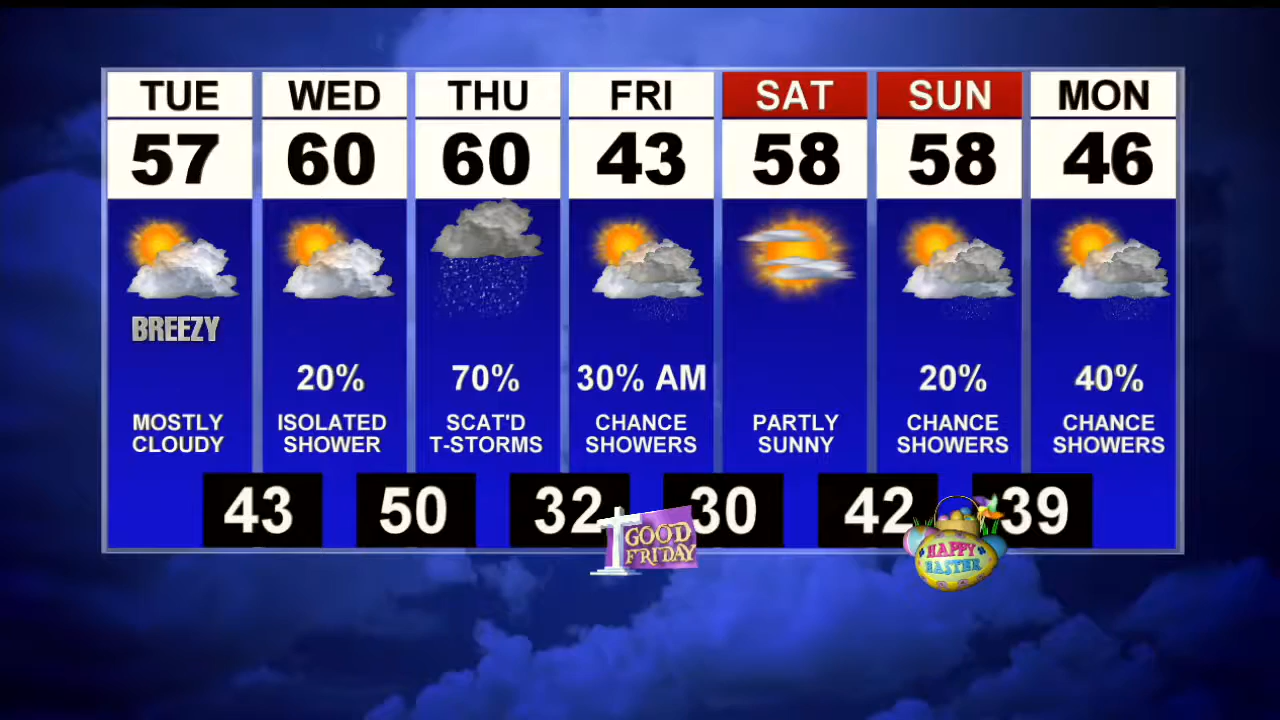 TUE WED THU FRI SAT SUN MON
57 60 60 43 58 58 46
BREEZY
20% 70% 30% AM 20% 40%
MOSTLY ISOLATED SCAT'D CHANCE PARTLY CHANCE CHANCE
CLOUDY SHOWER T-STORMS SHOWERS SUNNY SHOWERS SHOWERS
43 50 32 30 42 39
GOOD
FRIDAY
HAPPY
EASTER